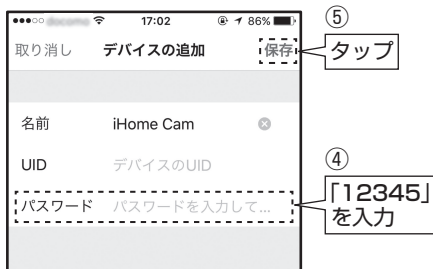 17:02 86%
⑤
取り消し デバイスの追加 保存
タップ
名前 iHome Cam
UID デバイスのUID
④
パスワード パスワードを入力して...
「12345」
を入力